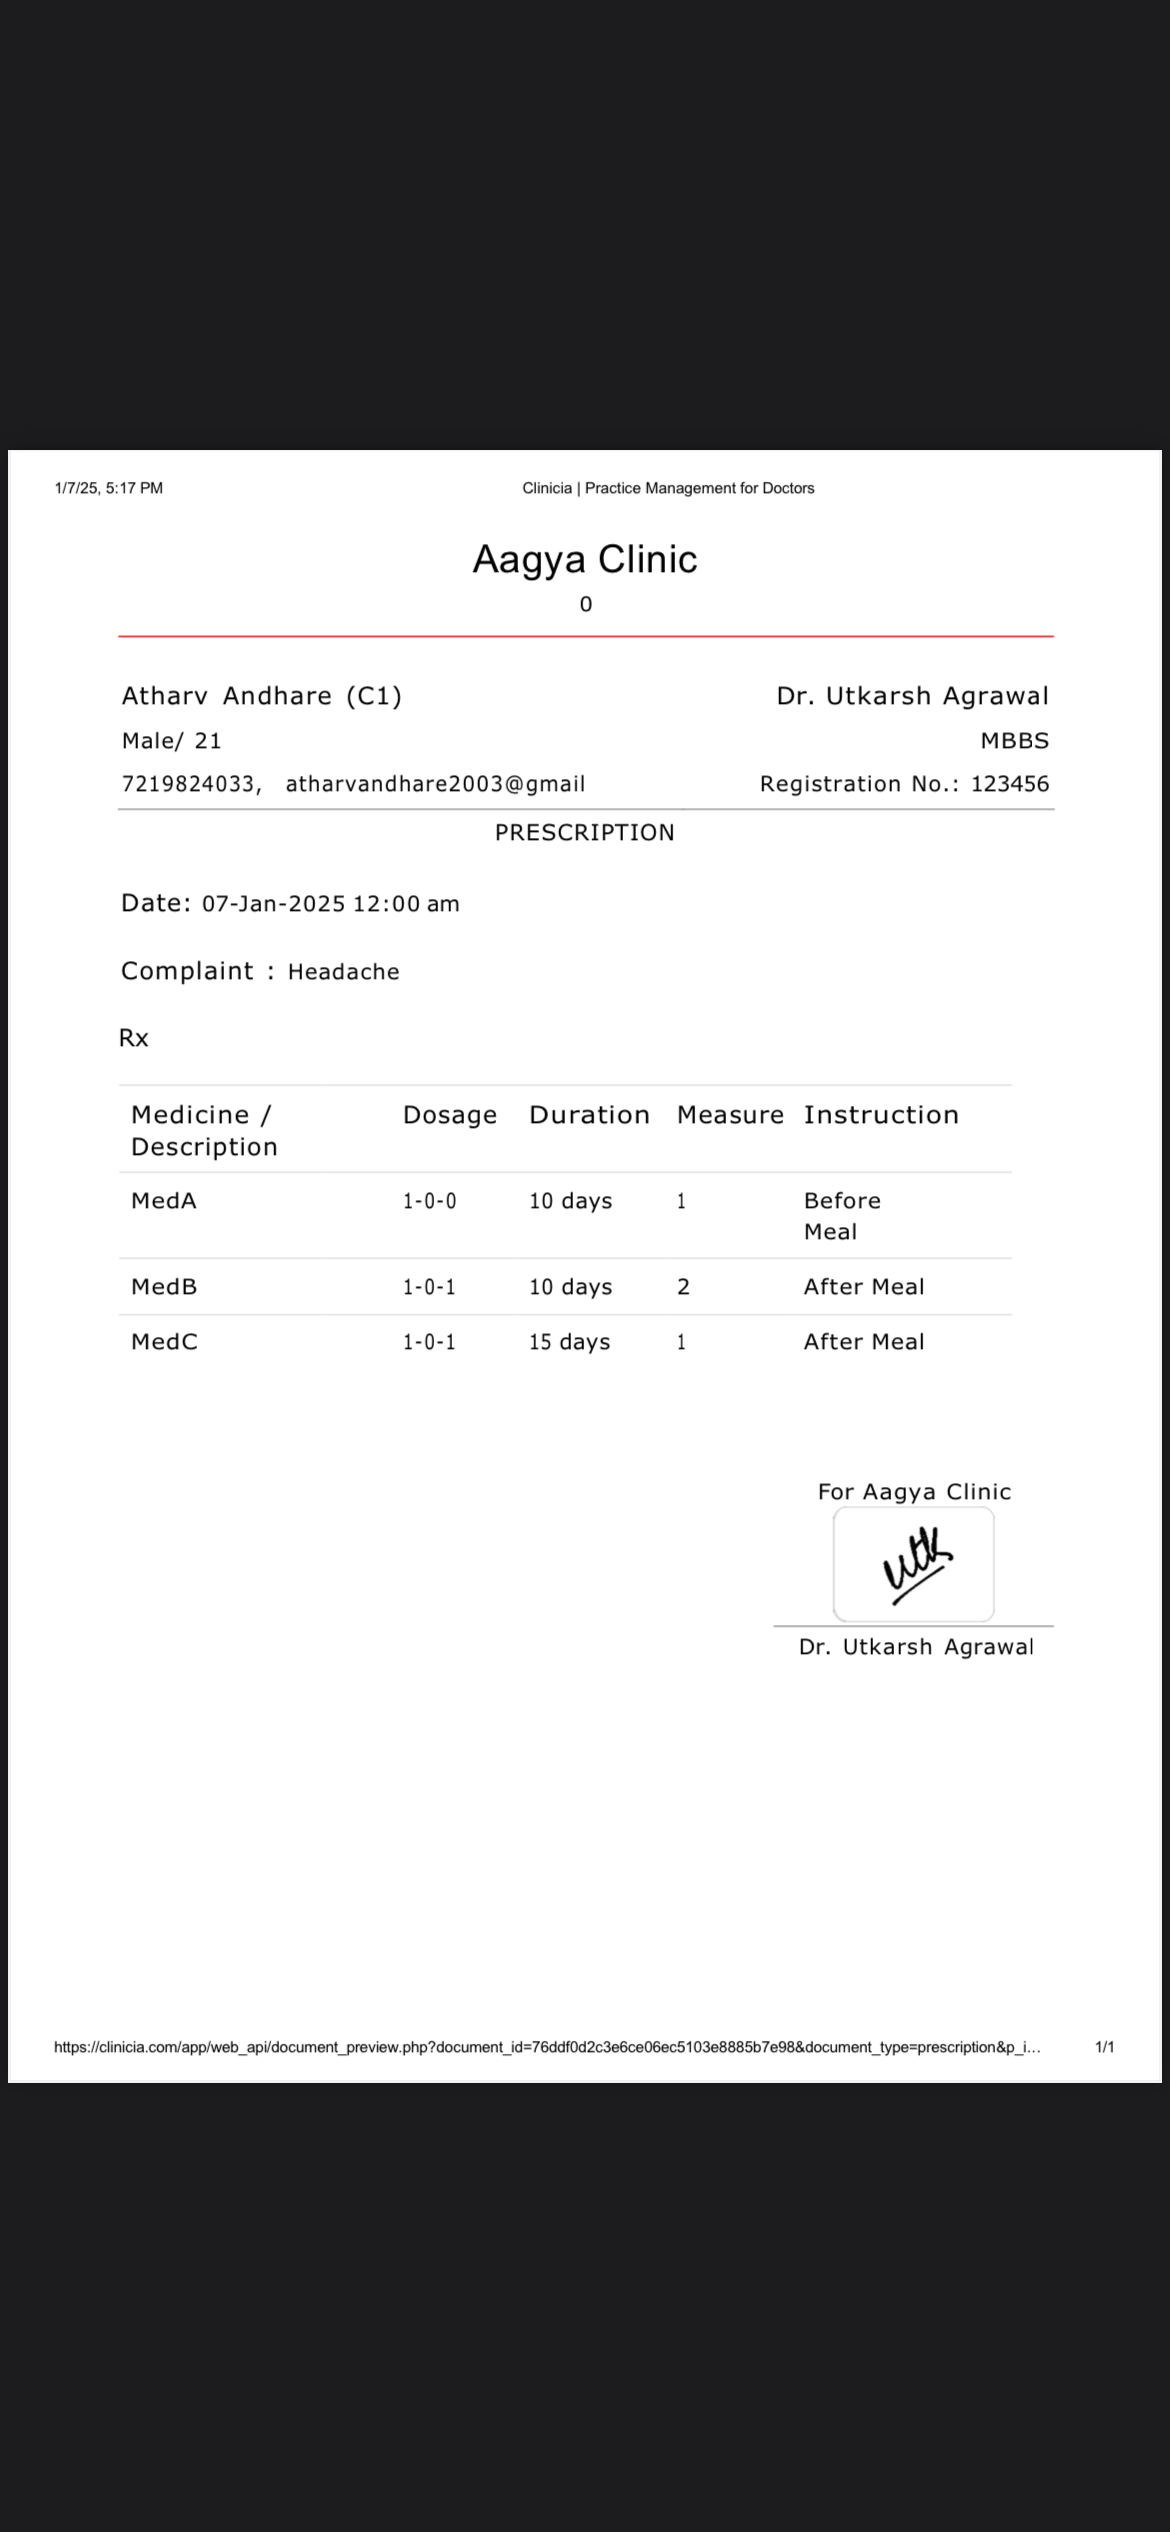 1/7/25, 5:17 PM Clinicia | Practice Management for Doctors
Aagya Clinic
0
Atharv Andhare (C1) Dr. Utkarsh Agrawal
Male/ 21 MBBS
7219824033, atharvandhare2003@gmail Registration No.: 123456
PRESCRIPTION
Date: 07-Jan-2025 12:00 am
Complaint : Headache
Rx
Medicine / Dosage Duration Measure Instruction
Description
MedA 1-0-0 10 days 1 Before
Meal
MedB 1-0-1 10 days 2 After Meal
MedC 1-0-1 15 days 1 After Meal
For Aagya Clinic
utk
Dr. Utkarsh Agrawal
https://clinicia.com/app/web_api/document_preview.php?document_id=76ddf0d2c3e6ce06ec5103e8885b7e98&document_type=prescription&p_i... 1/1